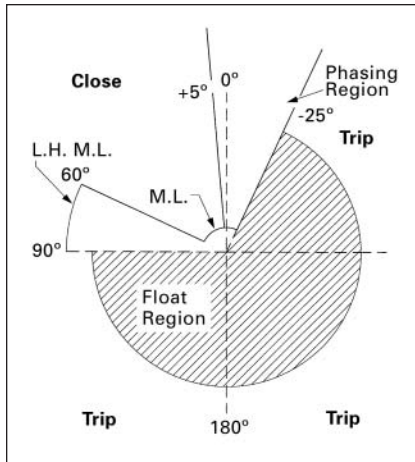 Close
+5°
0°
Phasing
Region
-25°
Trip
L.H. M.L.
60°
M.L.
90°
Float
Region
Trip
180°
Trip